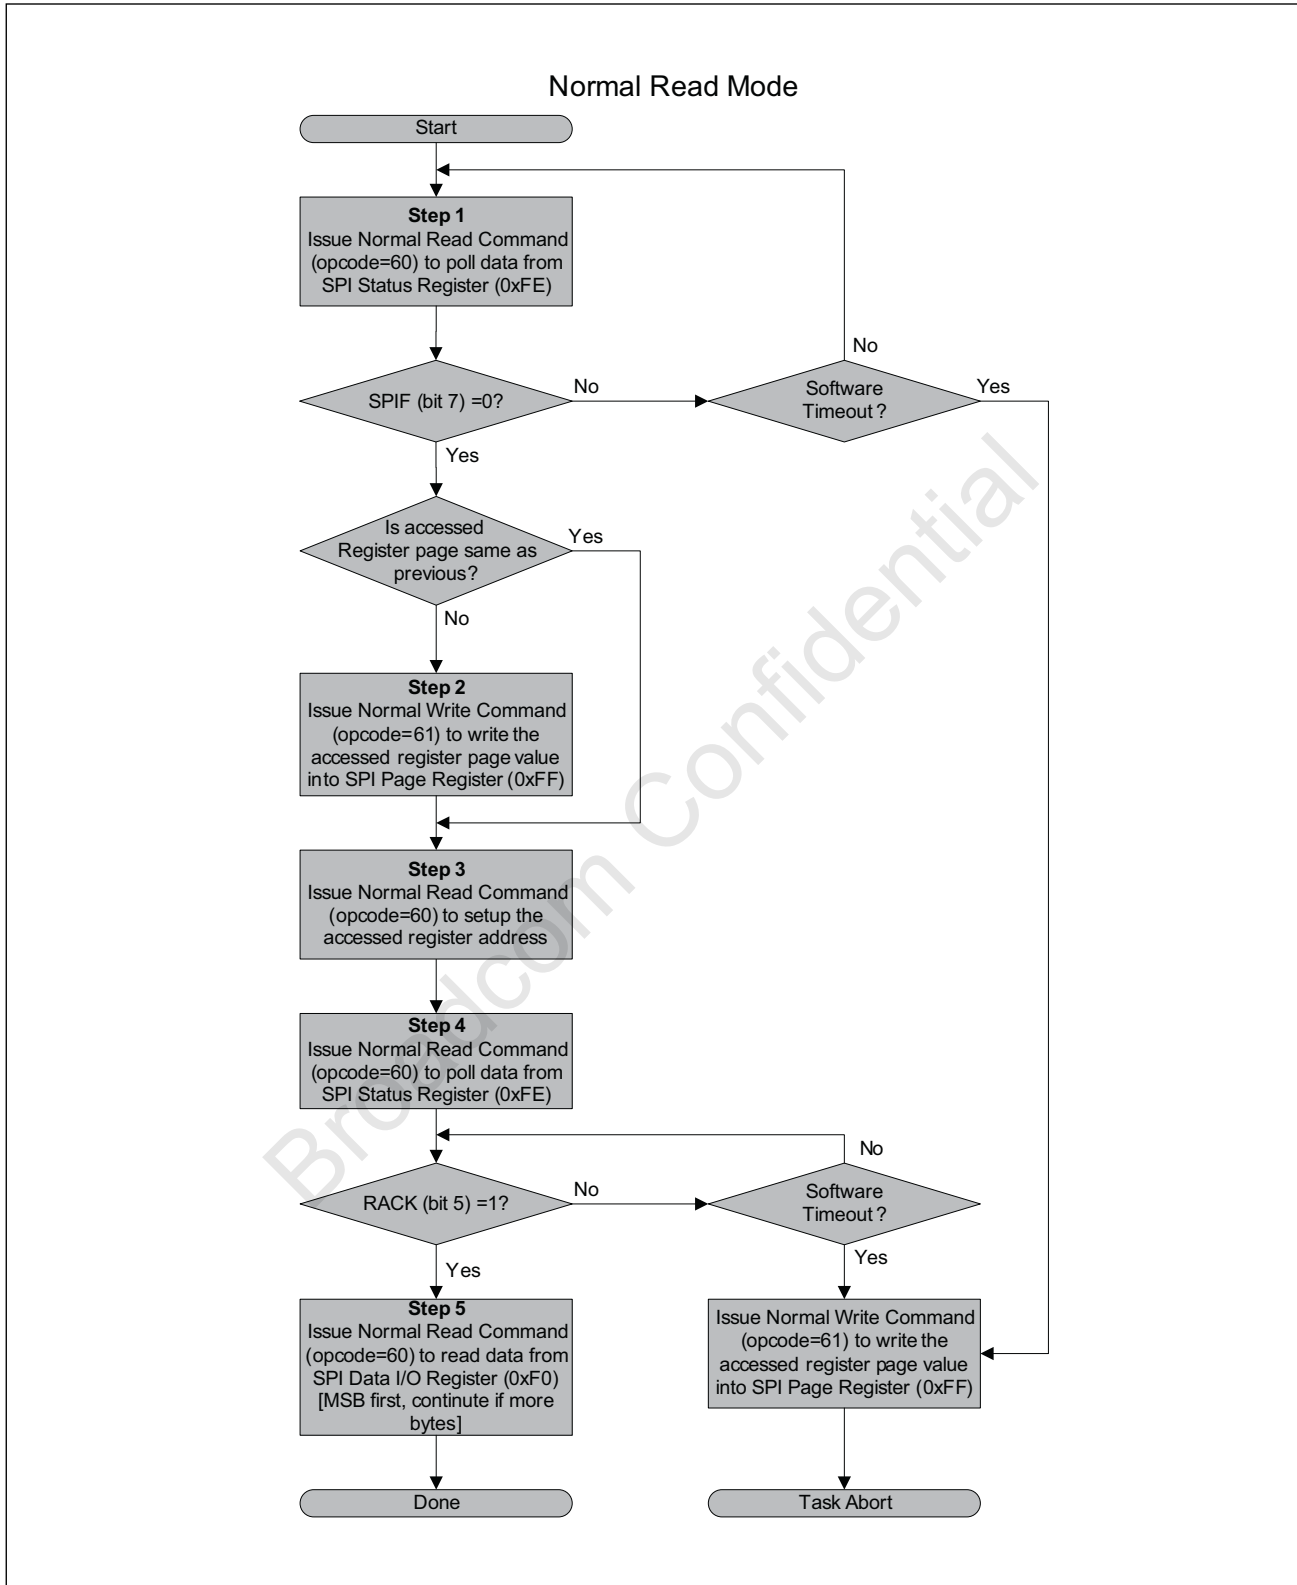 Normal Read Mode
Start
Step 1
Issue Normal Read Command
(opcode=60) to poll data from
SPI Status Register (0xFE)
No
SPIF (bit 7) =0?
No
Software
Timeout?
Yes
Yes
Is accessed
Register page same as
previous?
Yes
No
Step 2
Issue Normal Write Command
(opcode=61) to write the
accessed register page value
into SPI Page Register (0xFF)
Step 3
Issue Normal Read Command
(opcode=60) to setup the
accessed register address
Step 4
Issue Normal Read Command
(opcode=60) to poll data from
SPI Status Register (0xFE)
No
RACK (bit 5) =1?
No
Software
Timeout?
Yes
Yes
Step 5
Issue Normal Read Command
(opcode=60) to read data from
SPI Data I/O Register (0xF0)
[MSB first, continute if more
bytes]
Issue Normal Write Command
(opcode=61) to write the
accessed register page value
into SPI Page Register (0xFF)
Done
Task Abort
Broadcom Confidential